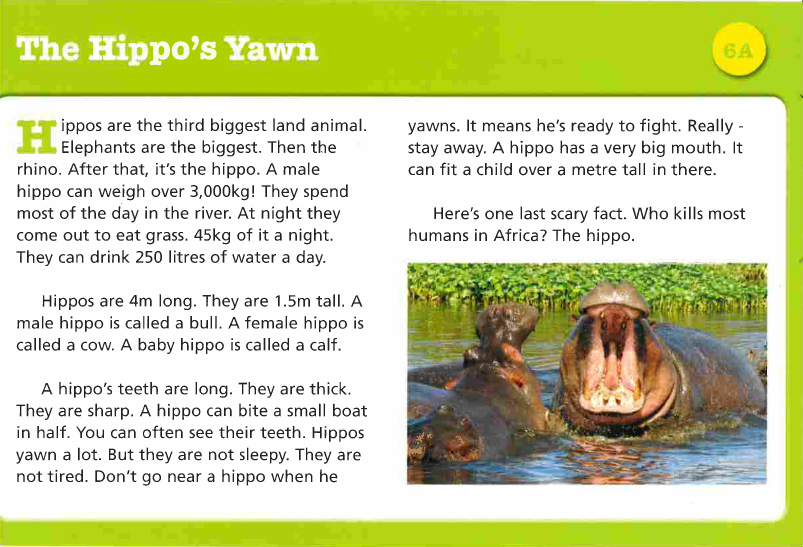 The Hippo's Yawn
6A
Hippos are the third biggest land animal.
Elephants are the biggest. Then the
rhino. After that, it's the hippo. A male
hippo can weigh over 3,000kg! They spend
most of the day in the river. At night they
come out to eat grass. 45kg of it a night.
They can drink 250 litres of water a day.
Hippos are 4m long. They are 1.5m tall. A
male hippo is called a bull. A female hippo is
called a cow. A baby hippo is called a calf.
A hippo's teeth are long. They are thick.
They are sharp. A hippo can bite a small boat
in half. You can often see their teeth. Hippos
yawn a lot. But they are not sleepy. They are
not tired. Don't go near a hippo when he
yawns. It means he's ready to fight. Really -
stay away. A hippo has a very big mouth. It
can fit a child over a metre tall in there.
Here's one last scary fact. Who kills most
humans in Africa? The hippo.